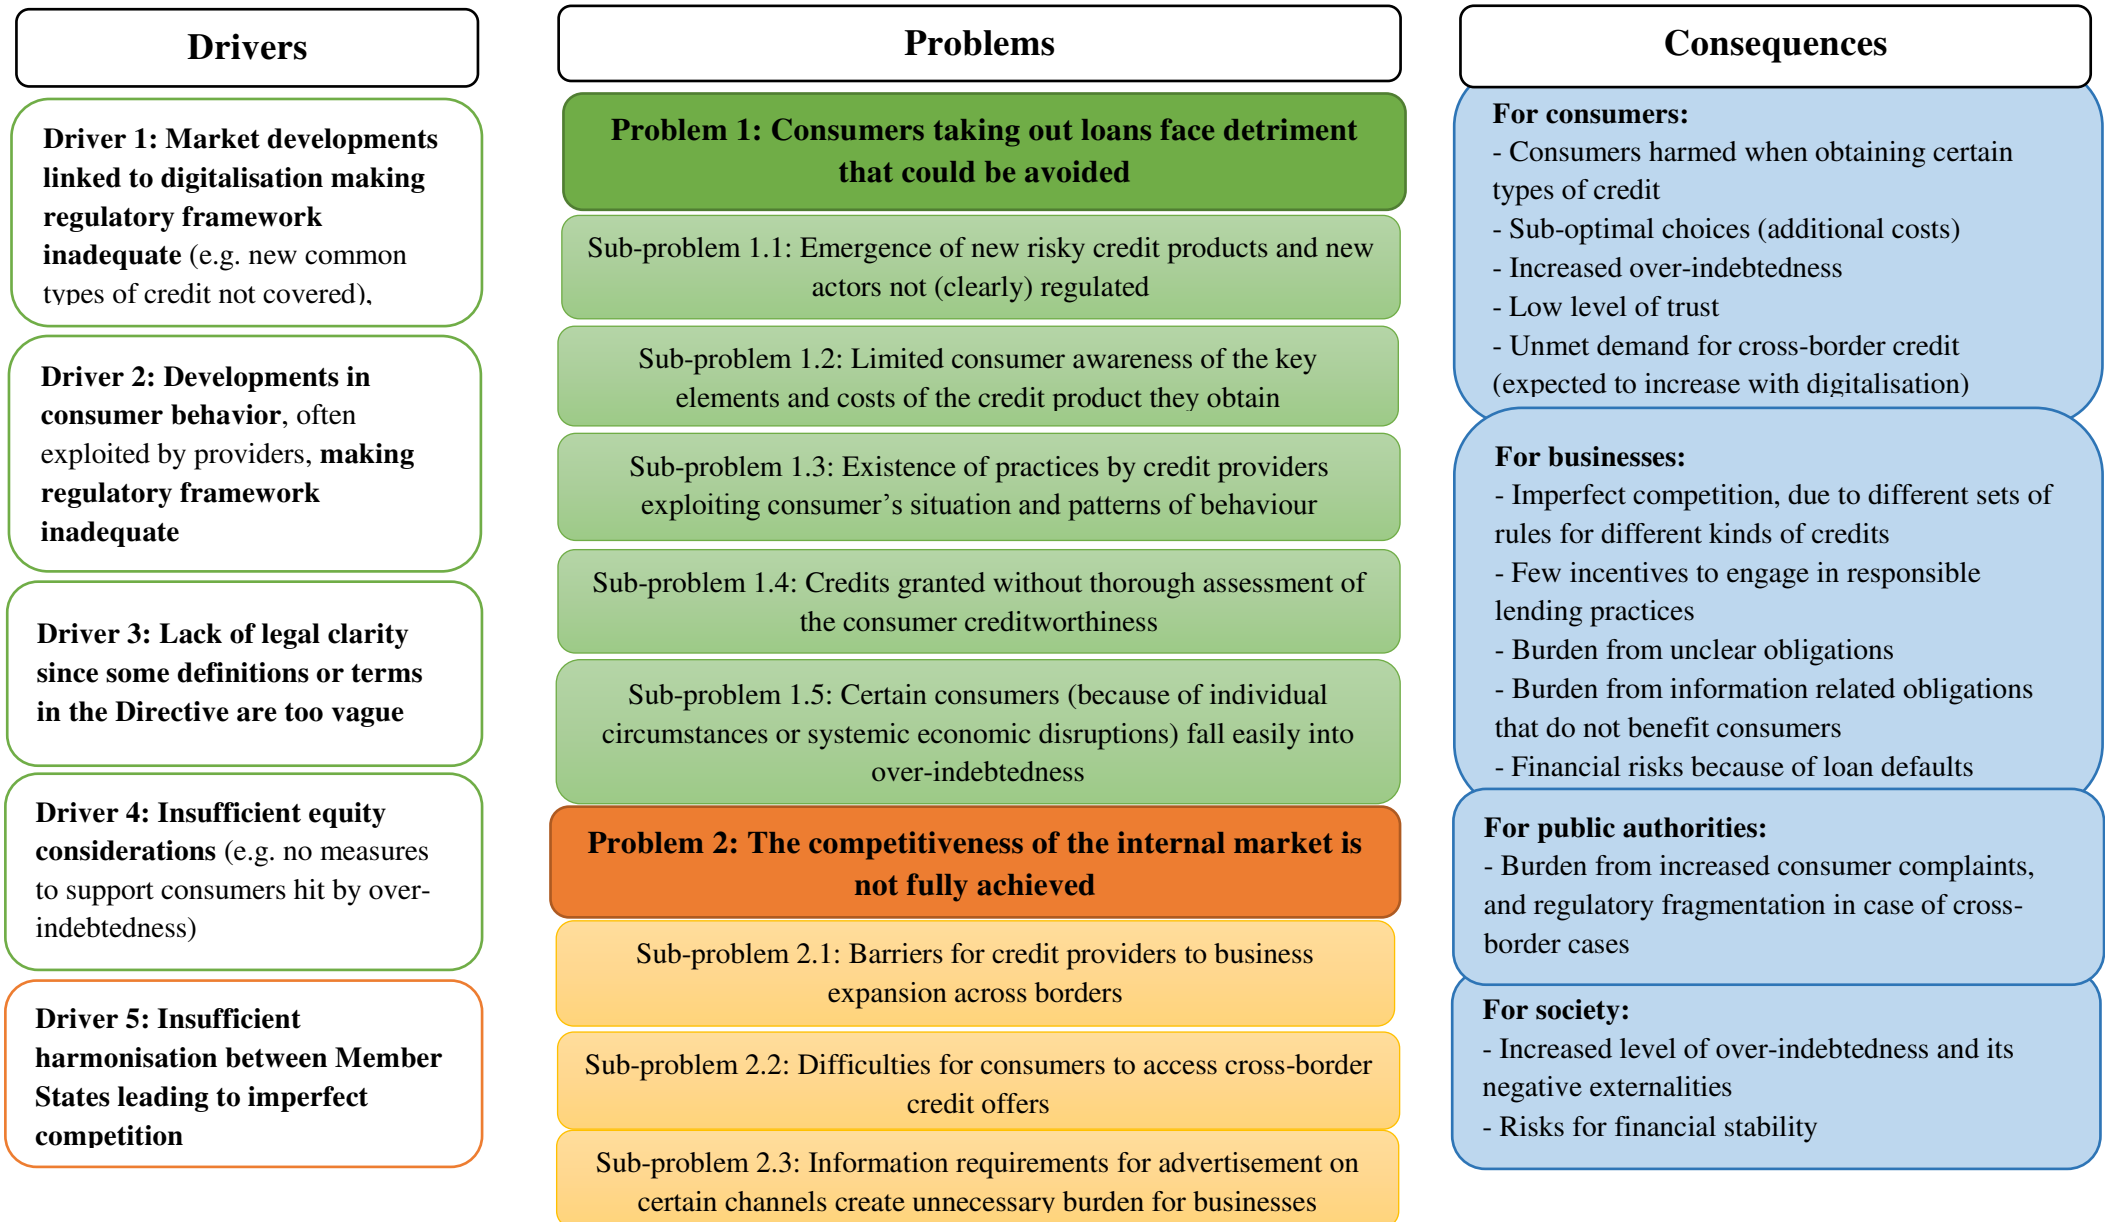 Drivers
Driver 1: Market developments
linked to digitalisation making
regulatory framework
inadequate (e.g. new common
types of credit not covered),
Driver 2: Developments in
consumer behavior, often
exploited by providers, making
regulatory framework
inadequate
Driver 3: Lack of legal clarity
since some definitions or terms
in the Directive are too vague
Driver 4: Insufficient equity
considerations (e.g. no measures
to support consumers hit by over-
indebtedness)
Driver 5: Insufficient
harmonisation between Member
States leading to imperfect
competition
Problems
Problem 1: Consumers taking out loans face detriment
that could be avoided
Sub-problem 1.1: Emergence of new risky credit products and new
actors not (clearly) regulated
Sub-problem 1.2: Limited consumer awareness of the key
elements and costs of the credit product they obtain
Sub-problem 1.3: Existence of practices by credit providers
exploiting consumer’s situation and patterns of behaviour
Sub-problem 1.4: Credits granted without thorough assessment of
the consumer creditworthiness
Sub-problem 1.5: Certain consumers (because of individual
circumstances or systemic economic disruptions) fall easily into
over-indebtedness
Problem 2: The competitiveness of the internal market is
not fully achieved
Sub-problem 2.1: Barriers for credit providers to business
expansion across borders
Sub-problem 2.2: Difficulties for consumers to access cross-border
credit offers
Sub-problem 2.3: Information requirements for advertisement on
certain channels create unnecessary burden for businesses
Consequences
For consumers:
- Consumers harmed when obtaining certain
types of credit
- Sub-optimal choices (additional costs)
- Increased over-indebtedness
- Low level of trust
- Unmet demand for cross-border credit
(expected to increase with digitalisation)
For businesses:
- Imperfect competition, due to different sets of
rules for different kinds of credits
- Few incentives to engage in responsible
lending practices
- Burden from unclear obligations
- Burden from information related obligations
that do not benefit consumers
- Financial risks because of loan defaults
For public authorities:
- Burden from increased consumer complaints,
and regulatory fragmentation in case of cross-
border cases
For society:
- Increased level of over-indebtedness and its
negative externalities
- Risks for financial stability